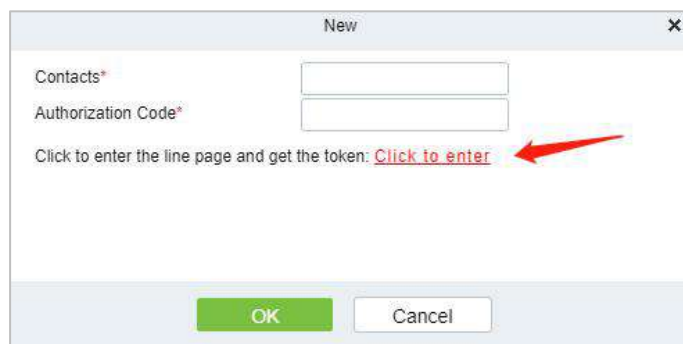 New
Contacts*
Authorization Code*
Click to enter the line page and get the token: Click to enter
OK Cancel